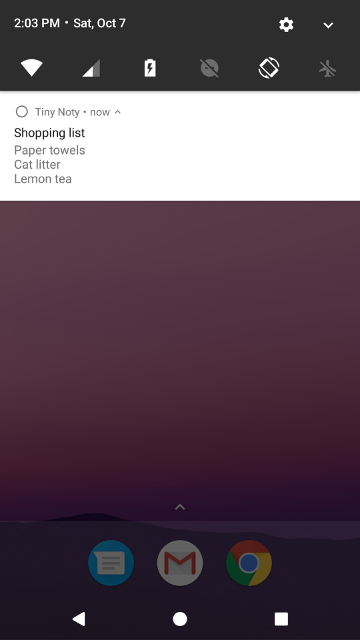 2:03 PM • Sat, Oct 7
Tiny Noty • now
Shopping list
Paper towels
Cat litter
Lemon tea